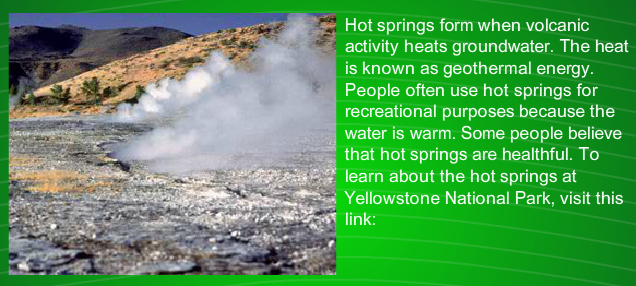 Hot springs form when volcanic
activity heats groundwater. The heat
is known as geothermal energy.
People often use hot springs for
recreational purposes because the
water is warm. Some people believe
that hot springs are healthful. To
learn about the hot springs at
Yellowstone National Park, visit this
link: